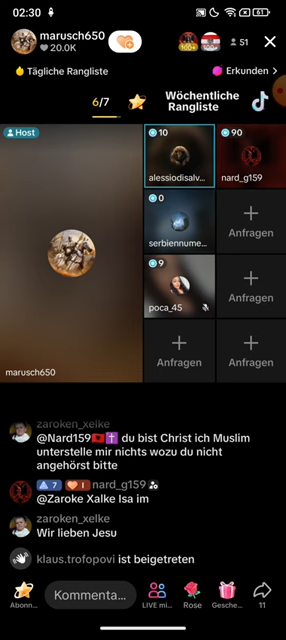 02:30
61
marusch650
20.0K
100+
100+
51
Tägliche Rangliste
Erkunden >
6/7
Wöchentliche
Rangliste
Host
10
90
alessiodisalv...
nard_g159
0
serbiennume...
Anfragen
9
poca_45
Anfragen
Anfragen
Anfragen
marusch650
zaroken_xelke
@Nard159🇦🇱✝️ du bist Christ ich Muslim
unterstelle mir nichts wozu du nicht
angehörst bitte
7 I nard_g159
@Zaroke Xalke Isa im
zaroken_xelke
Wir lieben Jesu
klaus.trofopovi ist beigetreten
Kommenta...
Abonn...
LIVE mi...
Rose
Gesche...
11